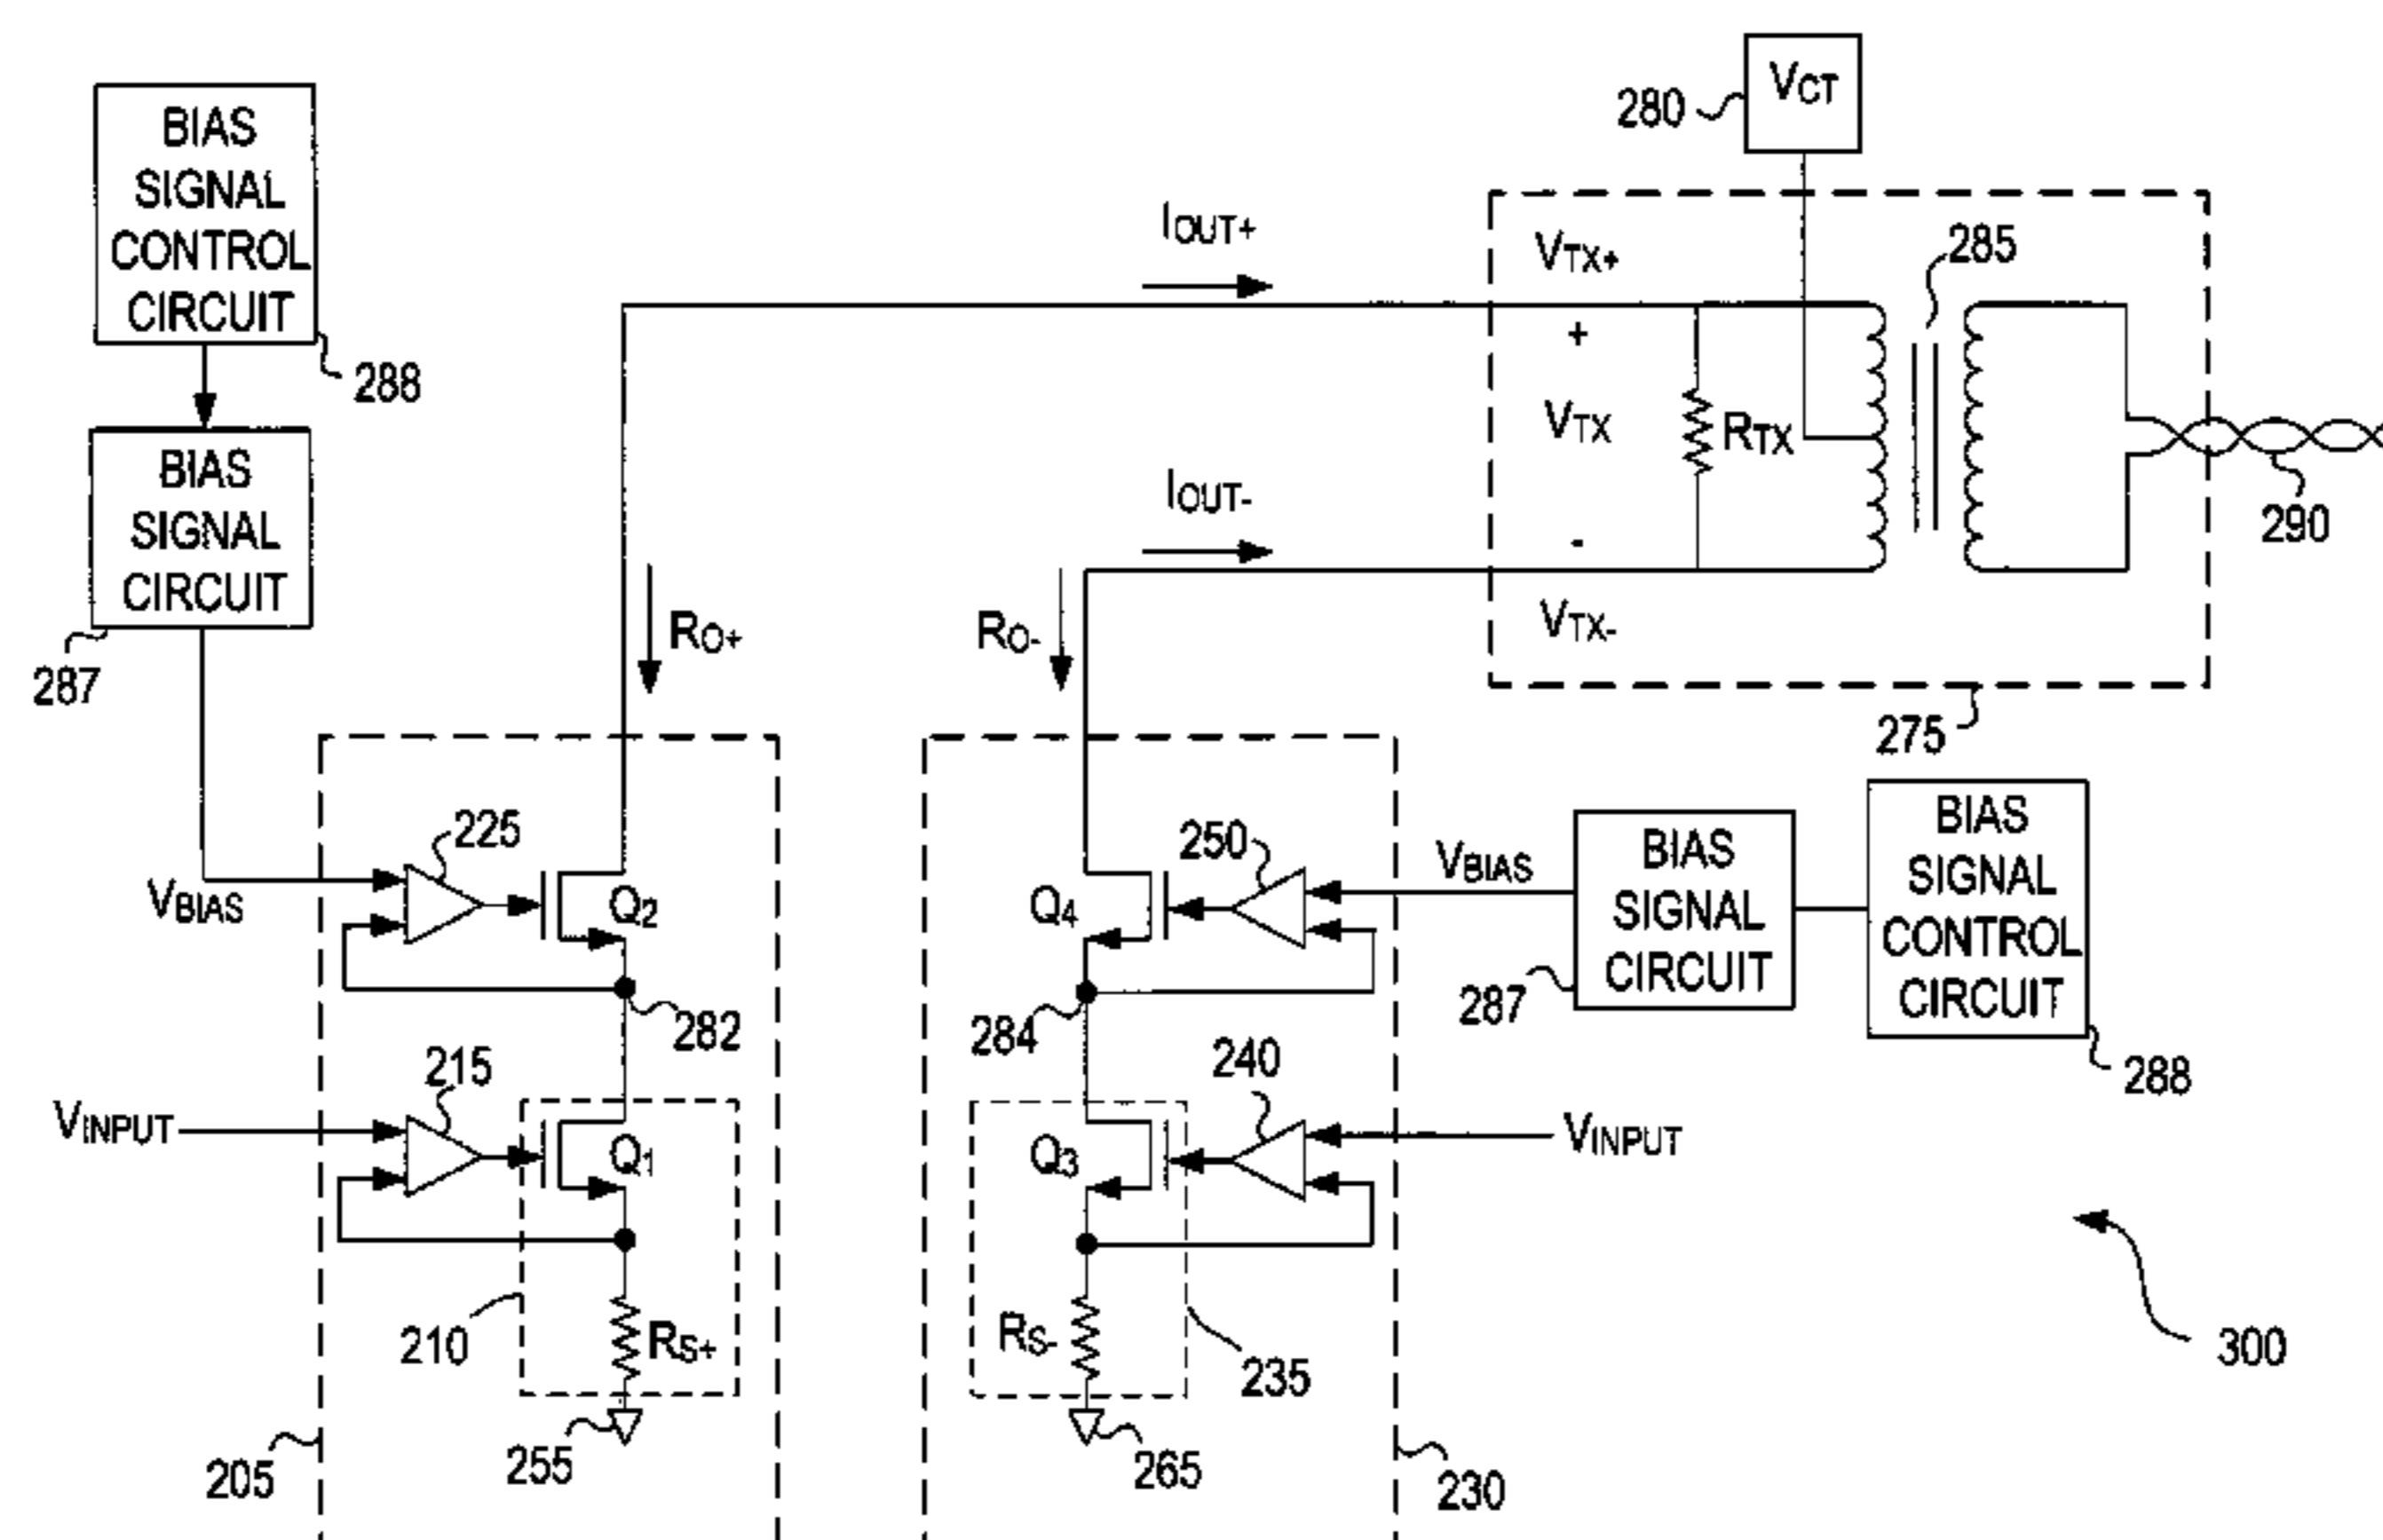 BIAS
SIGNAL
CONTROL
CIRCUIT
288
BIAS
SIGNAL
CIRCUIT
287
VBIAS
VCT
280
IOUT+
VTX+
285
+
VTX
RTX
IOUT-
-
290
VTX-
275
RO+
RO-
225
Q2
282
250
Q4
284
VBIAS
BIAS
SIGNAL
CIRCUIT
287
BIAS
SIGNAL
CONTROL
CIRCUIT
288
VINPUT
215
Q1
210
RS+
255
205
240
Q3
VINPUT
RS-
235
265
230
300